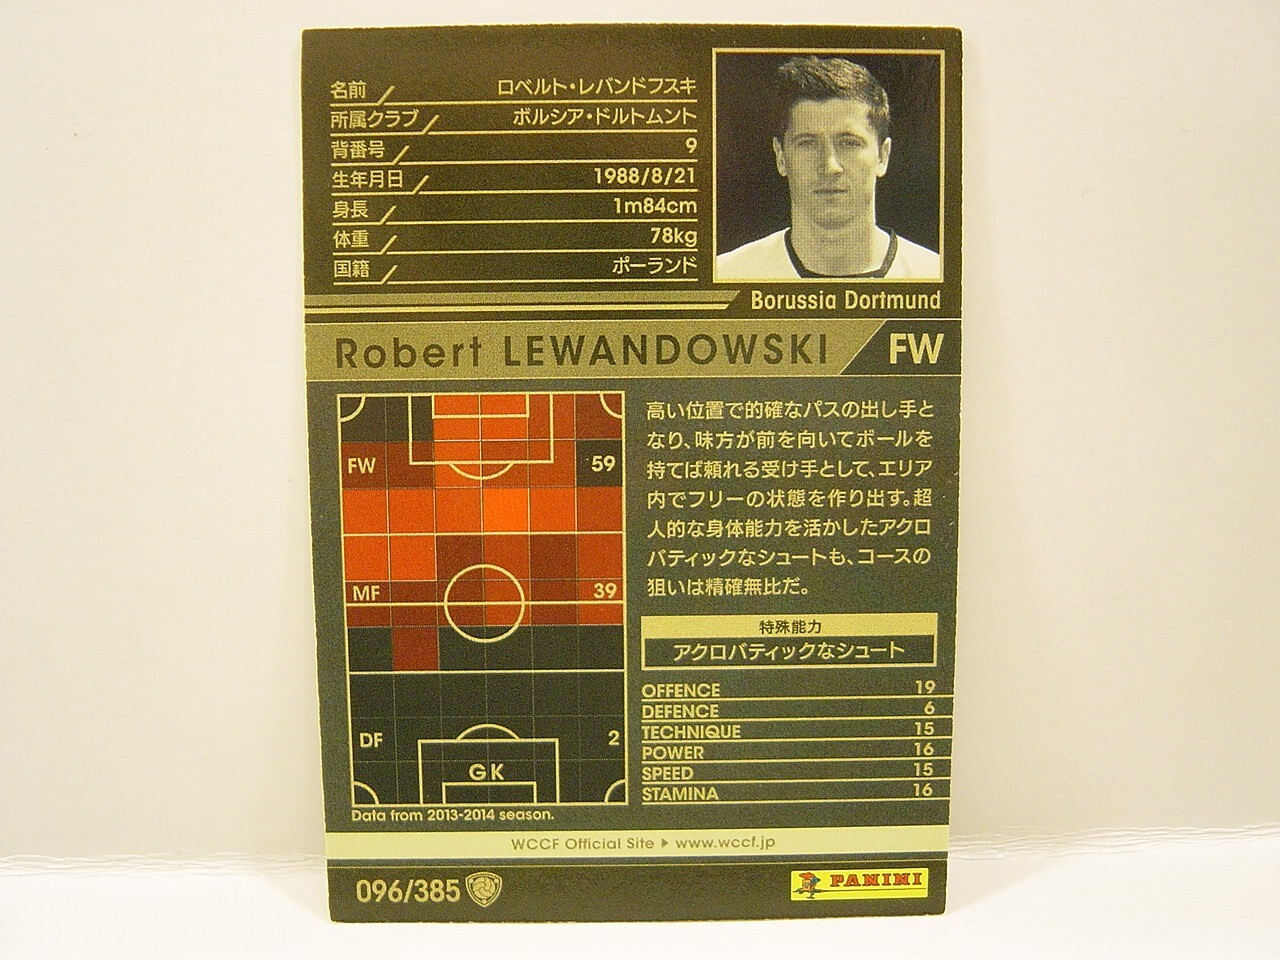 名前 ロベルト・レバンドフスキ
所属クラブ ボルシア・ドルトムント
背番号 9
生年月日 1988/8/21
身長 1m84cm
体重 78kg
国籍 ポーランド
Borussia Dortmund
Robert LEWANDOWSKI FW
FW 59
MF 39
DF 2
GK
Data from 2013-2014 season.
高い位置で的確なパスの出し手と
なり、味方が前を向いてボールを
持てば頼れる受け手として、エリア
内でフリーの状態を作り出す。超
人的な身体能力を活かしたアクロ
バティックなシュートも、コースの
狙いは精確無比だ。
特殊能力
アクロバティックなシュート
OFFENCE 19
DEFENCE 6
TECHNIQUE 15
POWER 16
SPEED 15
STAMINA 16
WCCF Official Site ▶ www.wccf.jp
096/385
PANINI